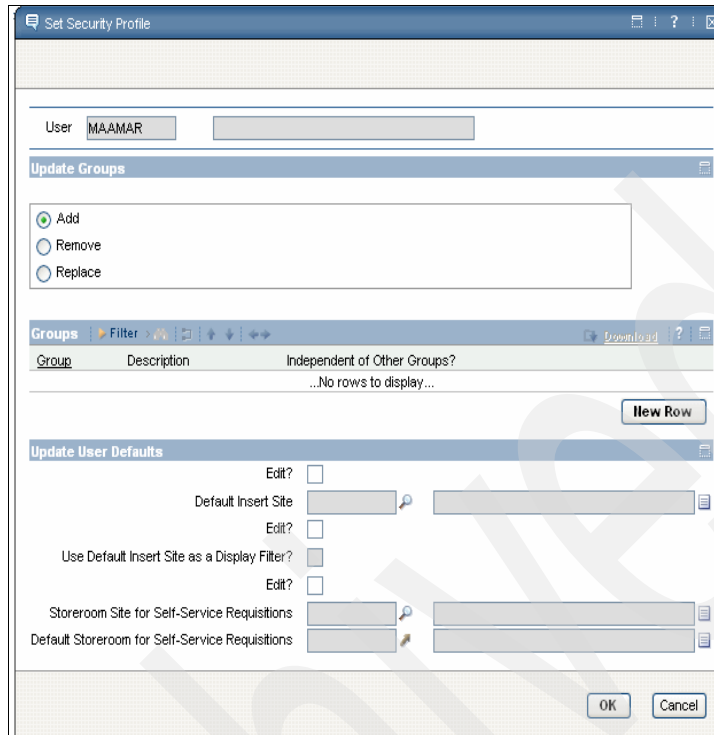 Set Security Profile ?
User MAAMAR
Update Groups
Add
Remove
Replace
Groups Filter Download ?
Group Description Independent of Other Groups?
...No rows to display...
New Row
Update User Defaults
Edit?
Default Insert Site
Edit?
Use Default Insert Site as a Display Filter?
Edit?
Storeroom Site for Self-Service Requisitions
Default Storeroom for Self-Service Requisitions
OK Cancel